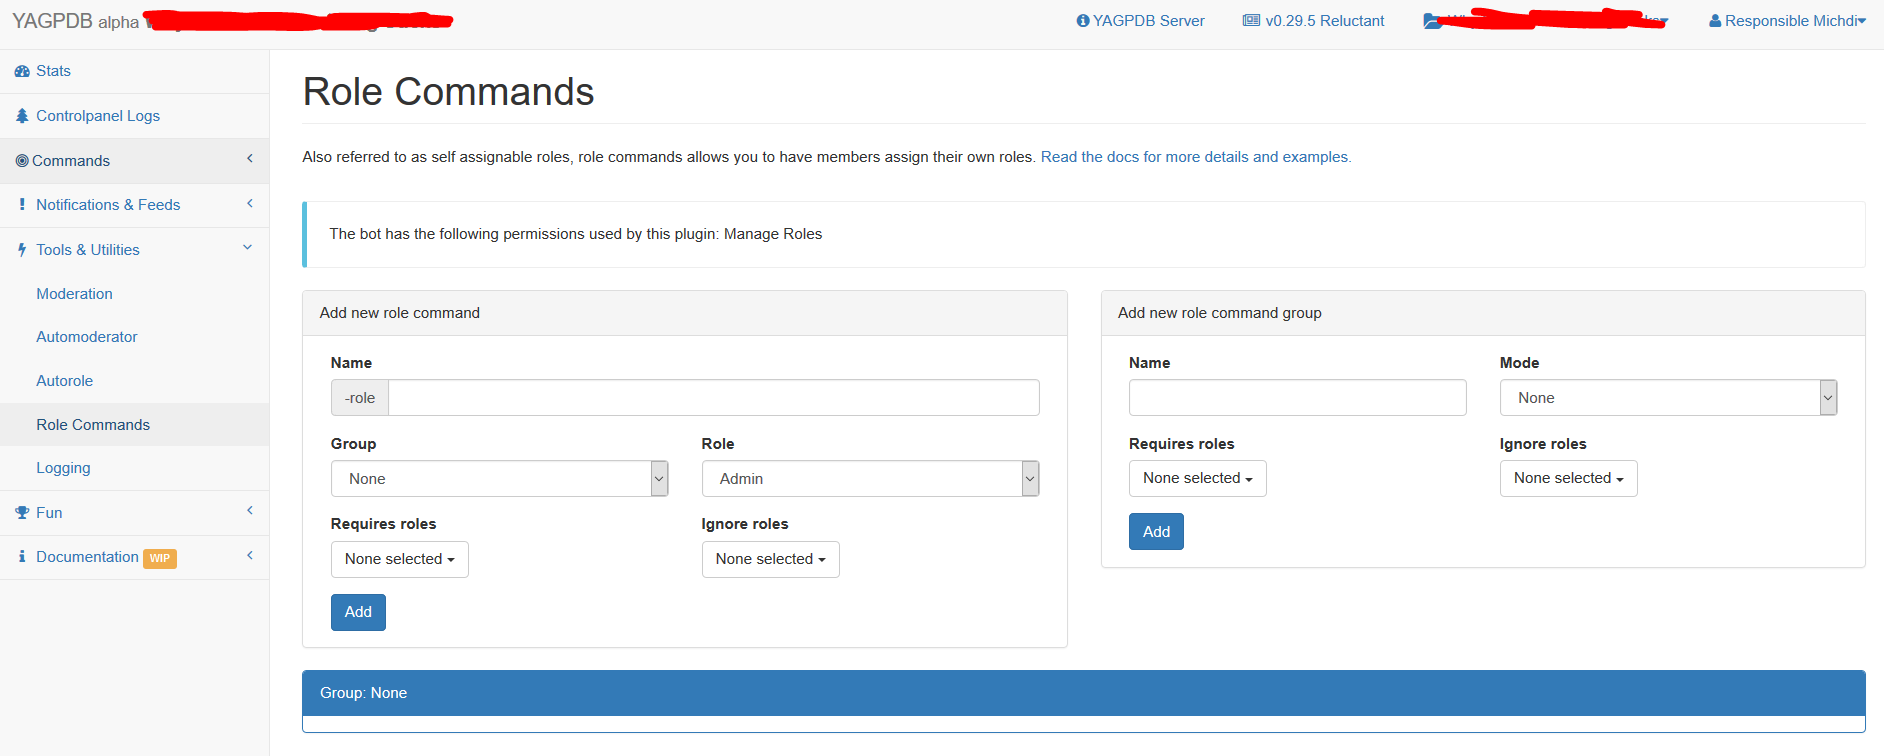 YAGPDB alpha
YAGPDB Server
v0.29.5 Reluctant
Responsible Michdi
Stats
Controlpanel Logs
Commands
Notifications & Feeds
Tools & Utilities
Moderation
Automoderator
Autorole
Role Commands
Logging
Fun
Documentation WIP
Role Commands
Also referred to as self assignable roles, role commands allows you to have members assign their own roles. Read the docs for more details and examples.
The bot has the following permissions used by this plugin: Manage Roles
Add new role command
Name
-role
Group Role
None Admin
Requires roles Ignore roles
None selected None selected
Add
Add new role command group
Name Mode
None
Requires roles Ignore roles
None selected None selected
Add
Group: None